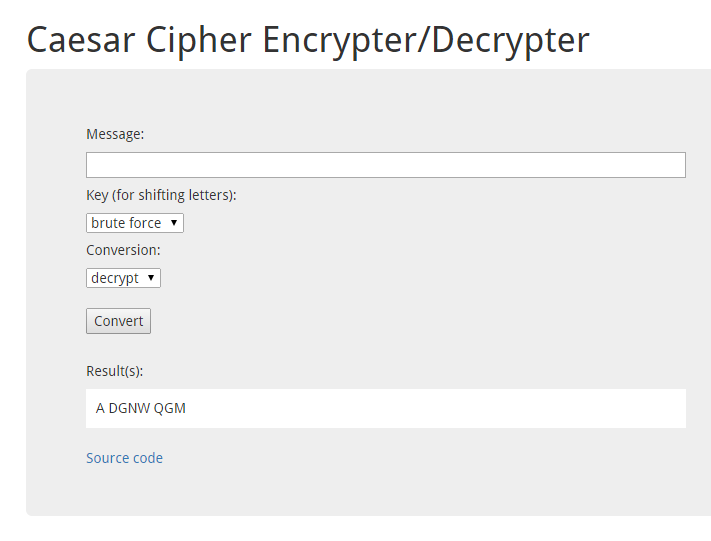 Caesar Cipher Encrypter/Decrypter
Message:
Key (for shifting letters):
brute force
Conversion:
decrypt
Convert
Result(s):
A DGNW QGM
Source code